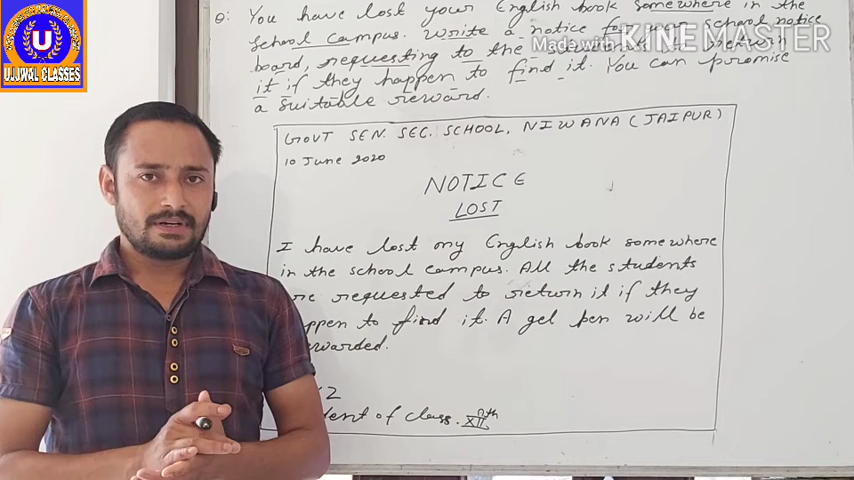 U
UJJWAL CLASSES
Q: You have lost your English book somewhere in the
school campus. Write a notice for your school notice
Made with KINEMASTER
board, requesting to the return
it if they happen to find it. You can promise
a suitable reward.
GOVT SEN. SEC. SCHOOL, NIWANA (JAIPUR)
10 June 2020
NOTICE
LOST
I have lost my English book somewhere
in the school campus. All the students
requested to return it if they
to find it. A gel pen will be
of class. XIIth